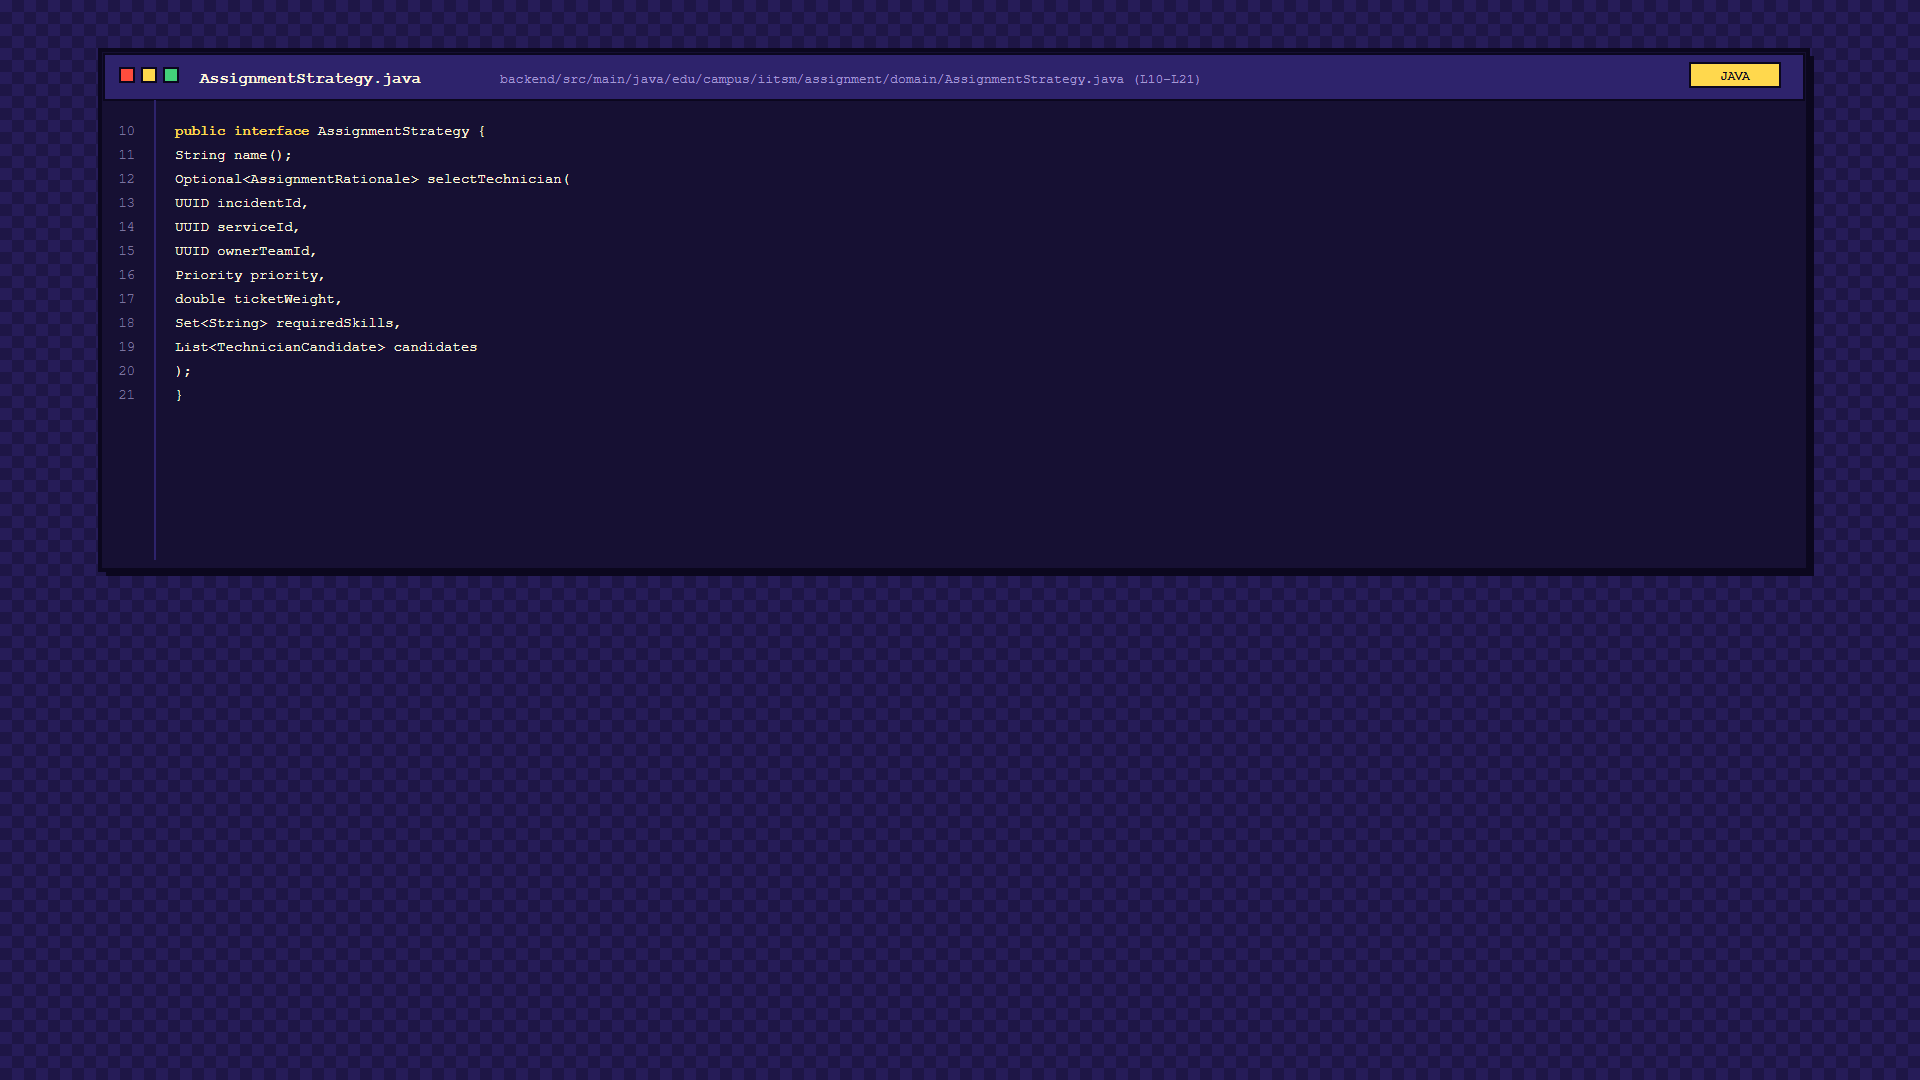 AssignmentStrategy.java backend/src/main/java/edu/campus/iitsm/assignment/domain/AssignmentStrategy.java (L10-L21) JAVA
10 public interface AssignmentStrategy {
11 String name();
12 Optional<AssignmentRationale> selectTechnician(
13 UUID incidentId,
14 UUID serviceId,
15 UUID ownerTeamId,
16 Priority priority,
17 double ticketWeight,
18 Set<String> requiredSkills,
19 List<TechnicianCandidate> candidates
20 );
21 }